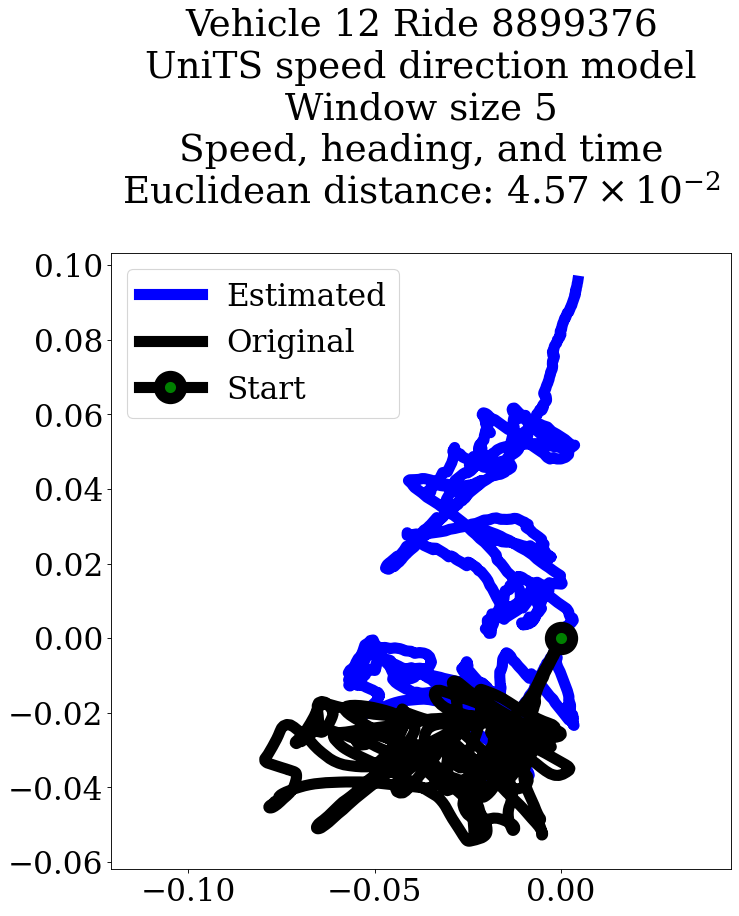 Vehicle 12 Ride 8899376
UniTS speed direction model
Window size 5
Speed, heading, and time
Euclidean distance: 4.57 × 10⁻²
0.10
0.08
0.06
0.04
0.02
0.00
−0.02
−0.04
−0.06
Estimated
Original
Start
−0.10
−0.05
0.00